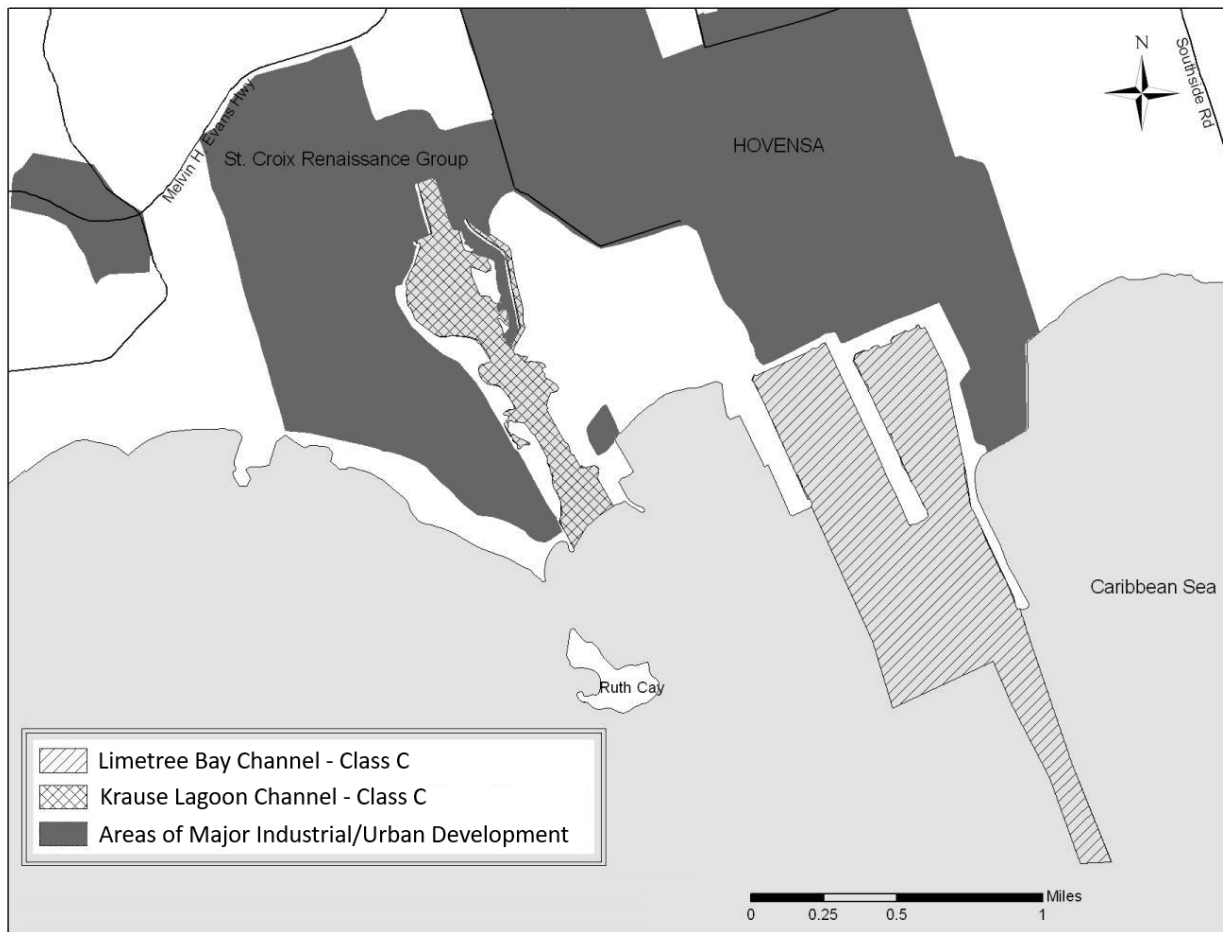 N
Southside Rd
Melvin H. Evans Hwy
St. Croix Renaissance Group
HOVENSA
Caribbean Sea
Ruth Cay
Limetree Bay Channel - Class C
Krause Lagoon Channel - Class C
Areas of Major Industrial/Urban Development
Miles
0 0.25 0.5 1